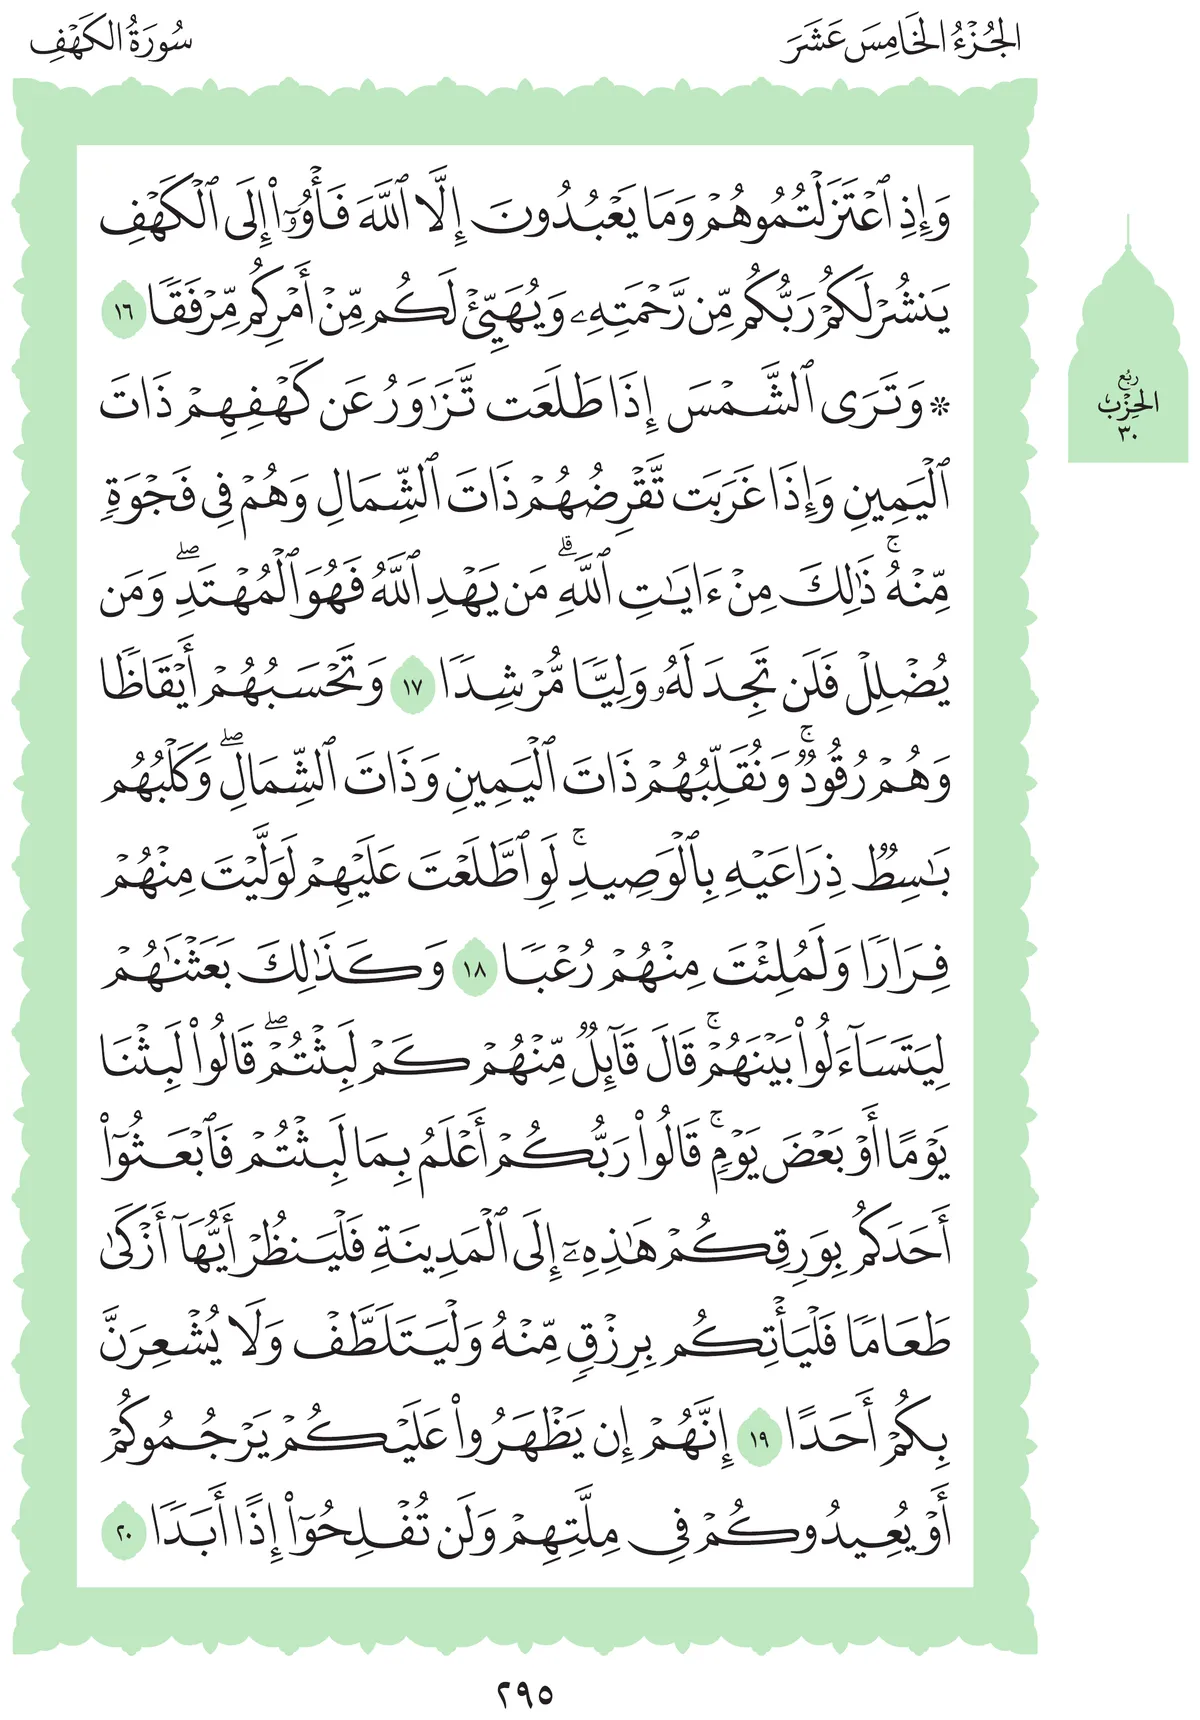 الجُزْءُ الخَامِسَ عَشَرَ
سُورَةُ الكَهْفِ
وَإِذِ ٱعْتَزَلْتُمُوهُمْ وَمَا يَعْبُدُونَ إِلَّا ٱللَّهَ فَأْوُۥٓا۟ إِلَى ٱلْكَهْفِ
يَنشُرْ لَكُمْ رَبُّكُم مِّن رَّحْمَتِهِۦ وَيُهَيِّئْ لَكُم مِّنْ أَمْرِكُم مِّرْفَقًا ١٦
۞ وَتَرَى ٱلشَّمْسَ إِذَا طَلَعَت تَّزَٰوَرُ عَن كَهْفِهِمْ ذَاتَ
ٱلْيَمِينِ وَإِذَا غَرَبَت تَّقْرِضُهُمْ ذَاتَ ٱلشِّمَالِ وَهُمْ فِى فَجْوَةٍ
مِّنْهُ ۚ ذَٰلِكَ مِنْ ءَايَٰتِ ٱللَّهِ ۗ مَن يَهْدِ ٱللَّهُ فَهُوَ ٱلْمُهْتَدِ ۖ وَمَن
يُضْلِلْ فَلَن تَجِدَ لَهُۥ وَلِيًّا مُّرْشِدًا ١٧ وَتَحْسَبُهُمْ أَيْقَاظًا
وَهُمْ رُقُودٌ ۚ وَنُقَلِّبُهُمْ ذَاتَ ٱلْيَمِينِ وَذَاتَ ٱلشِّمَالِ ۖ وَكَلْبُهُم
بَٰسِطٌ ذِرَاعَيْهِ بِٱلْوَصِيدِ ۚ لَوِ ٱطَّلَعْتَ عَلَيْهِمْ لَوَلَّيْتَ مِنْهُمْ
فِرَارًا وَلَمُلِئْتَ مِنْهُمْ رُعْبًا ١٨ وَكَذَٰلِكَ بَعَثْنَٰهُمْ
لِيَتَسَآءَلُوا۟ بَيْنَهُمْ ۚ قَالَ قَآئِلٌ مِّنْهُمْ كَمْ لَبِثْتُمْ ۖ قَالُوا۟ لَبِثْنَا
يَوْمًا أَوْ بَعْضَ يَوْمٍ ۚ قَالُوا۟ رَبُّكُمْ أَعْلَمُ بِمَا لَبِثْتُمْ فَٱبْعَثُوٓا۟
أَحَدَكُم بِوَرِقِكُمْ هَٰذِهِۦٓ إِلَى ٱلْمَدِينَةِ فَلْيَنظُرْ أَيُّهَآ أَزْكَىٰ
طَعَامًا فَلْيَأْتِكُم بِرِزْقٍ مِّنْهُ وَلْيَتَلَطَّفْ وَلَا يُشْعِرَنَّ
بِكُمْ أَحَدًا ١٩ إِنَّهُمْ إِن يَظْهَرُوا۟ عَلَيْكُمْ يَرْجُمُوكُمْ
أَوْ يُعِيدُوكُمْ فِى مِلَّتِهِمْ وَلَن تُفْلِحُوٓا۟ إِذًا أَبَدًا ٢٠
رُبْع
الحِزْب
٣٠
٢٩٥